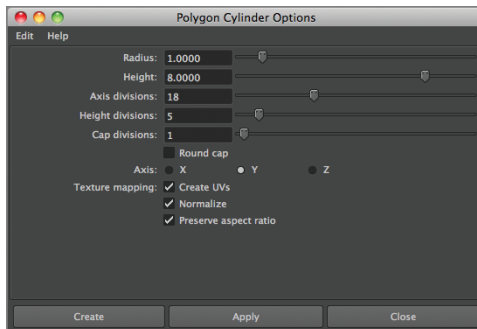 Polygon Cylinder Options
Edit Help
Radius: 1.0000
Height: 8.0000
Axis divisions: 18
Height divisions: 5
Cap divisions: 1
Round cap
Axis: X Y Z
Texture mapping: Create UVs
Normalize
Preserve aspect ratio
Create Apply Close